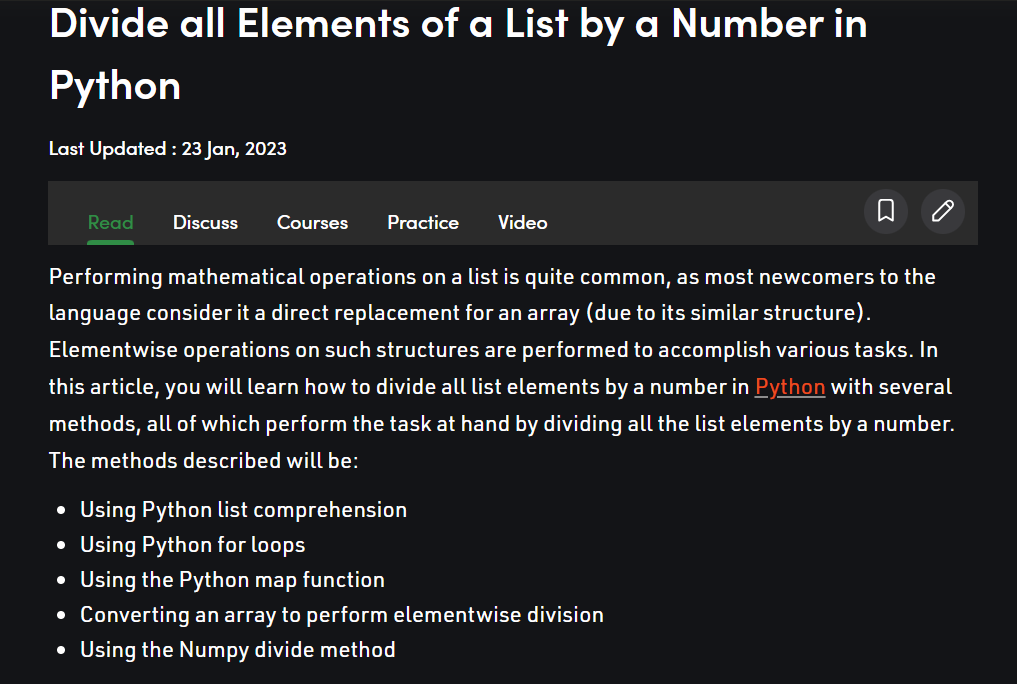 Divide all Elements of a List by a Number in
Python
Last Updated : 23 Jan, 2023
Read Discuss Courses Practice Video
Performing mathematical operations on a list is quite common, as most newcomers to the
language consider it a direct replacement for an array (due to its similar structure).
Elementwise operations on such structures are performed to accomplish various tasks. In
this article, you will learn how to divide all list elements by a number in Python with several
methods, all of which perform the task at hand by dividing all the list elements by a number.
The methods described will be:
• Using Python list comprehension
• Using Python for loops
• Using the Python map function
• Converting an array to perform elementwise division
• Using the Numpy divide method